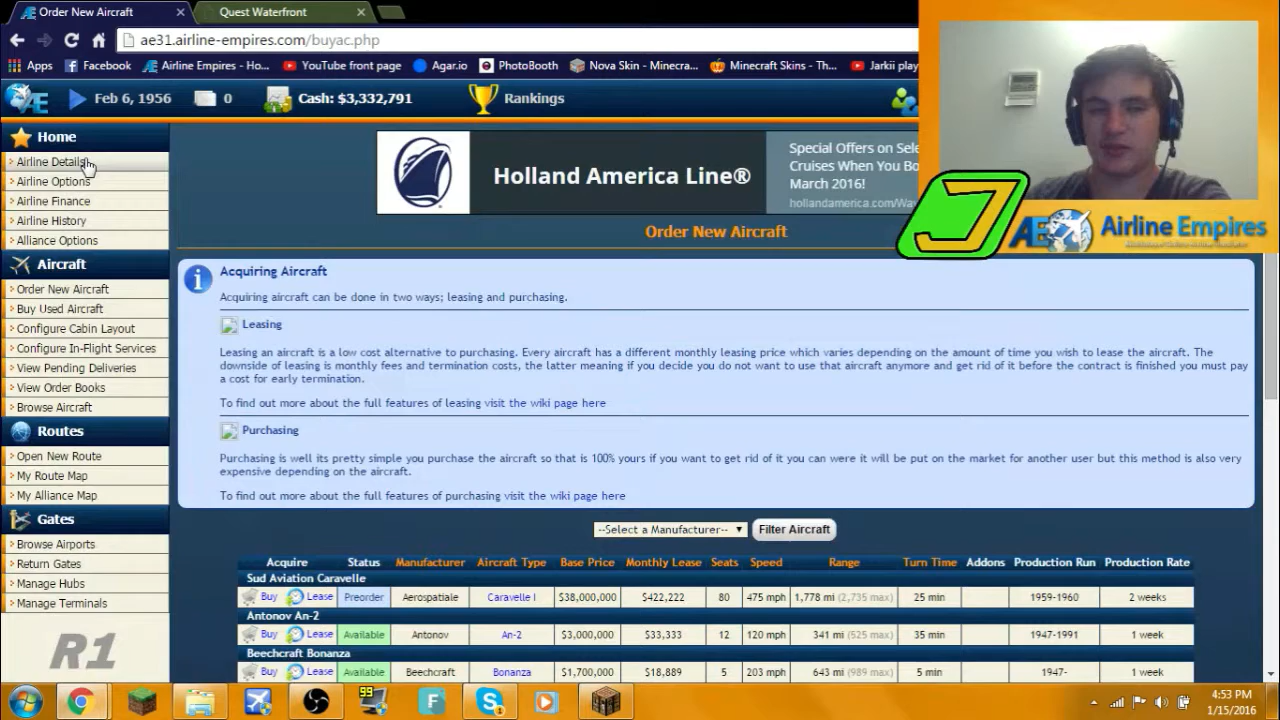 Order New Aircraft
Quest Waterfront
ae31.airline-empires.com/buyac.php
Apps Facebook Airline Empires - Ho... YouTube front page Agar.io PhotoBooth Nova Skin - Minecra... Minecraft Skins - Th... Jarkii play
AE Feb 6, 1956 0 Cash: $3,332,791 Rankings
Home
Airline Details
Airline Options
Airline Finance
Airline History
Alliance Options
Aircraft
Order New Aircraft
Buy Used Aircraft
Configure Cabin Layout
Configure In-Flight Services
View Pending Deliveries
View Order Books
Browse Aircraft
Routes
Open New Route
My Route Map
My Alliance Map
Gates
Browse Airports
Return Gates
Manage Hubs
Manage Terminals
R1
Holland America Line®
Special Offers on Sele
Cruises When You Bo
March 2016!
hollandamerica.com/Wav
J
AE Airline Empires
Order New Aircraft
Acquiring Aircraft
Acquiring aircraft can be done in two ways; leasing and purchasing.
Leasing
Leasing an aircraft is a low cost alternative to purchasing. Every aircraft has a different monthly leasing price which varies depending on the amount of time you wish to lease the aircraft. The
downside of leasing is monthly fees and termination costs, the latter meaning if you decide you do not want to use that aircraft anymore and get rid of it before the contract is finished you must pay
a cost for early termination.
To find out more about the full features of leasing visit the wiki page here
Purchasing
Purchasing is well its pretty simple you purchase the aircraft so that is 100% yours if you want to get rid of it you can were it will be put on the market for another user but this method is also very
expensive depending on the aircraft.
To find out more about the full features of purchasing visit the wiki page here
--Select a Manufacturer-- Filter Aircraft
Acquire Status Manufacturer Aircraft Type Base Price Monthly Lease Seats Speed Range Turn Time Addons Production Run Production Rate
Sud Aviation Caravelle
Buy Lease Preorder Aerospatiale Caravelle I $38,000,000 $422,222 80 475 mph 1,778 mi (2,735 max) 25 min 1959-1960 2 weeks
Antonov An-2
Buy Lease Available Antonov An-2 $3,000,000 $33,333 12 120 mph 341 mi (525 max) 35 min 1947-1991 1 week
Beechcraft Bonanza
Buy Lease Available Beechcraft Bonanza $1,700,000 $18,889 5 203 mph 643 mi (989 max) 5 min 1947- 1 week
99
F
4:53 PM
1/15/2016